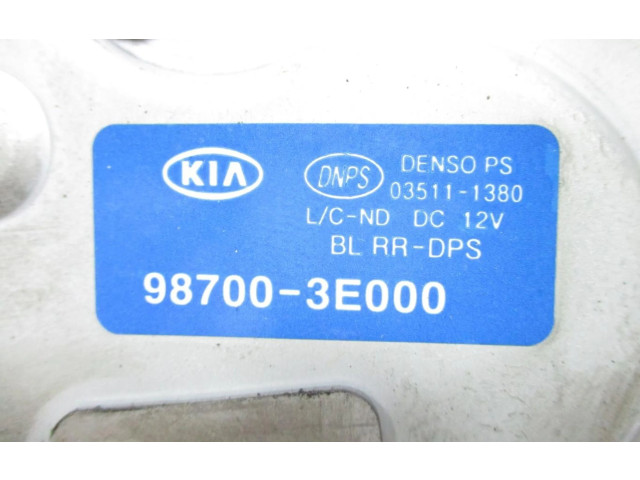 KIA DNPS DENSO PS
03511-1380
L/C-ND DC 12V
BL RR-DPS
98700-3E000